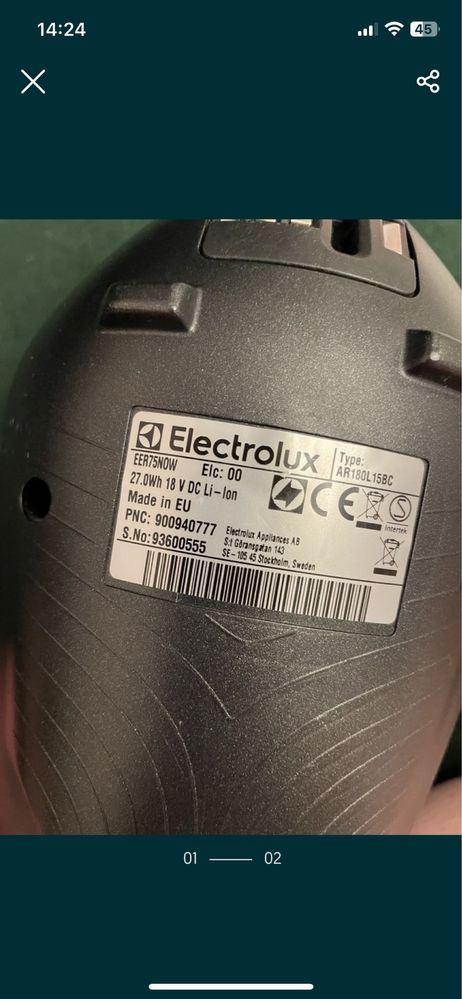 14:24
45
Electrolux
Type:
AR180L15BC
EER75NOW
Elc: 00
27.0Wh 18 V DC Li-Ion
Made in EU
PNC: 900940777
S.No:93600555
Electrolux Appliances AB
S:t Göransgatan 143
SE-105 45 Stockholm, Sweden
CE
S
Intertek
01
02